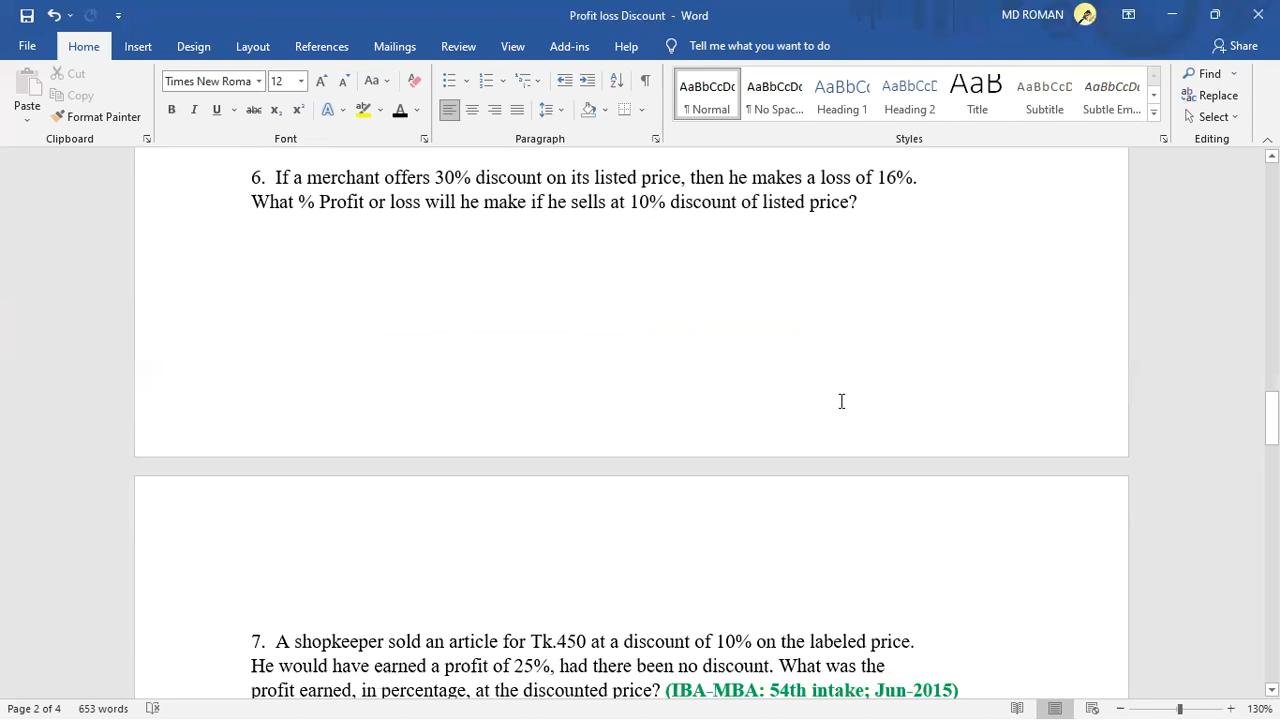 Profit loss Discount - Word
MD ROMAN
File Home Insert Design Layout References Mailings Review View Add-ins Help Tell me what you want to do Share
Paste Cut Copy Format Painter
Times New Roma 12
AaBbCcDc AaBbCcDc AaBbCc AaBbCcD AaB AaBbCcD AaBbCcDc
¶ Normal ¶ No Spac... Heading 1 Heading 2 Title Subtitle Subtle Em...
Find Replace Select
Clipboard Font Paragraph Styles Editing
6. If a merchant offers 30% discount on its listed price, then he makes a loss of 16%.
What % Profit or loss will he make if he sells at 10% discount of listed price?
7. A shopkeeper sold an article for Tk.450 at a discount of 10% on the labeled price.
He would have earned a profit of 25%, had there been no discount. What was the
profit earned, in percentage, at the discounted price? (IBA-MBA: 54th intake; Jun-2015)
Page 2 of 4 653 words 130%